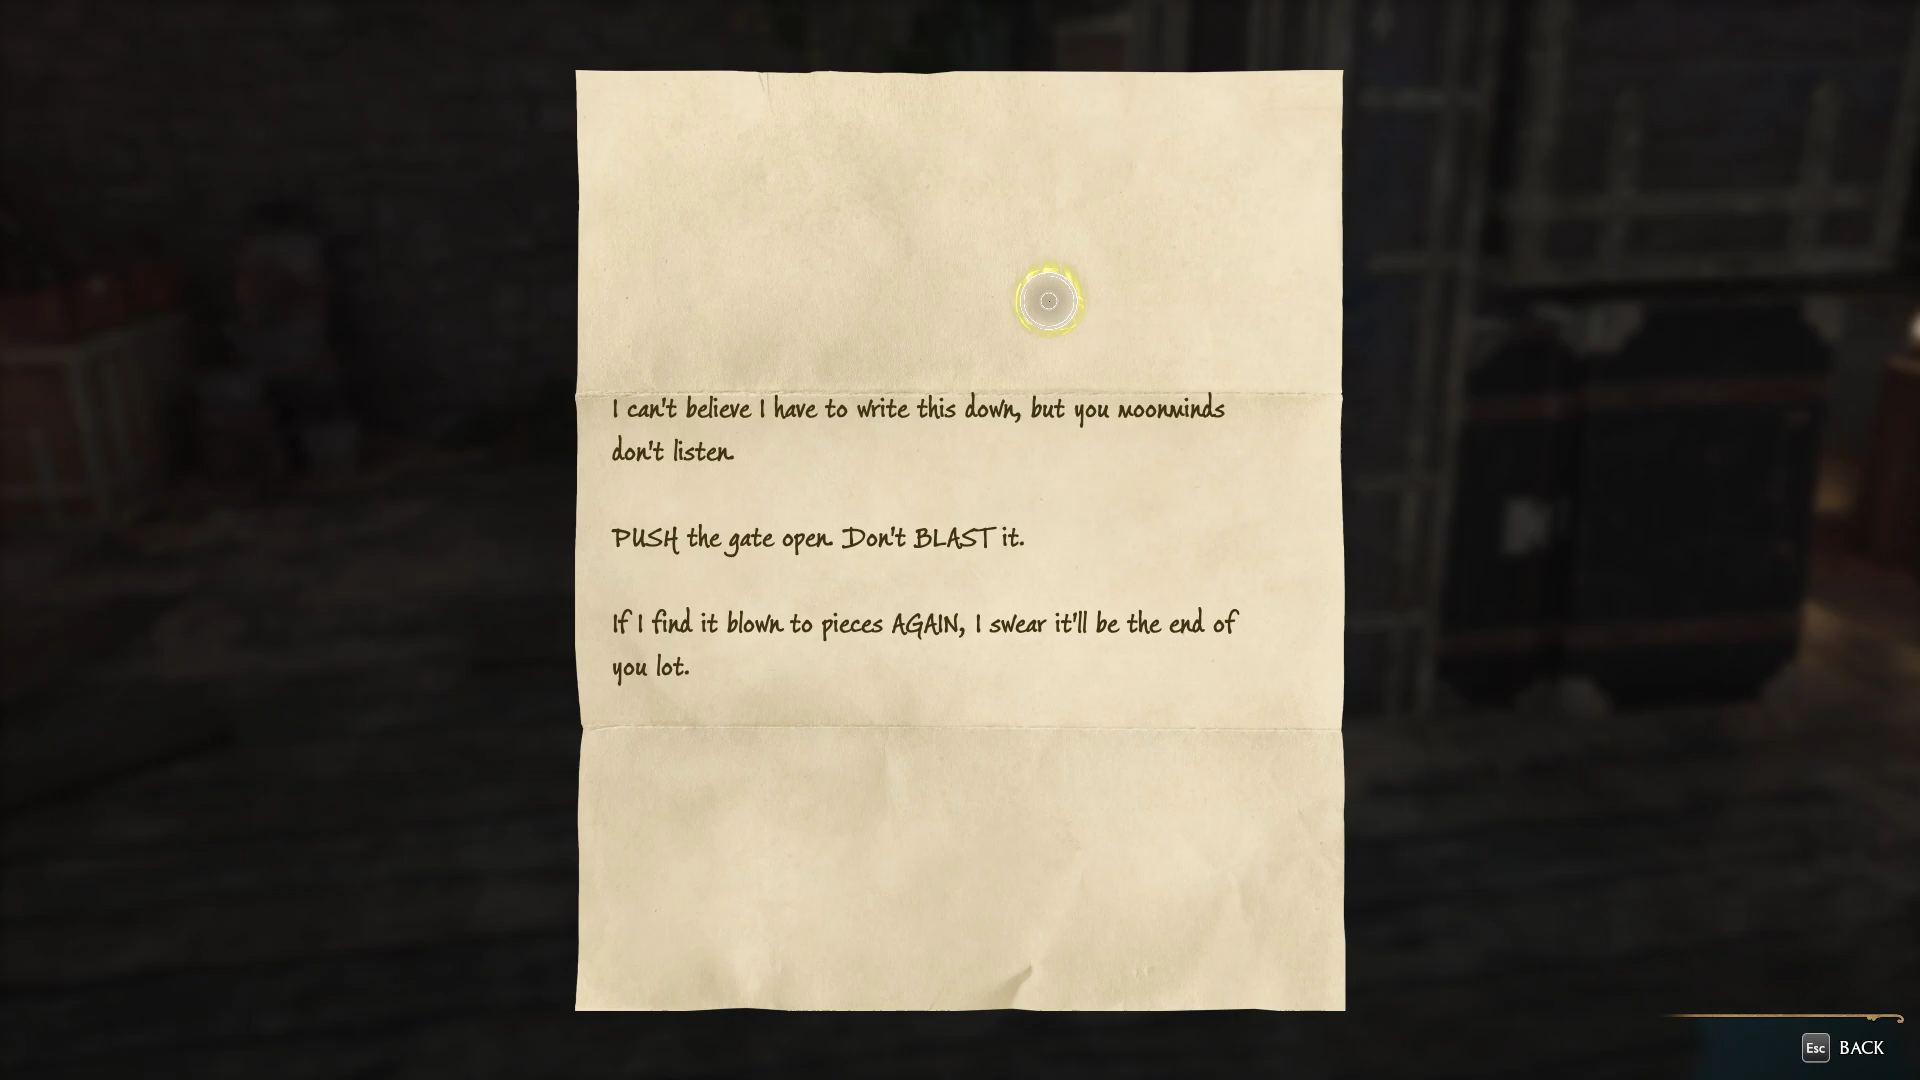 I can't believe I have to write this down, but you moonminds
don't listen.
PUSH the gate open. Don't BLAST it.
If I find it blown to pieces AGAIN, I swear it'll be the end of
you lot.
Esc BACK